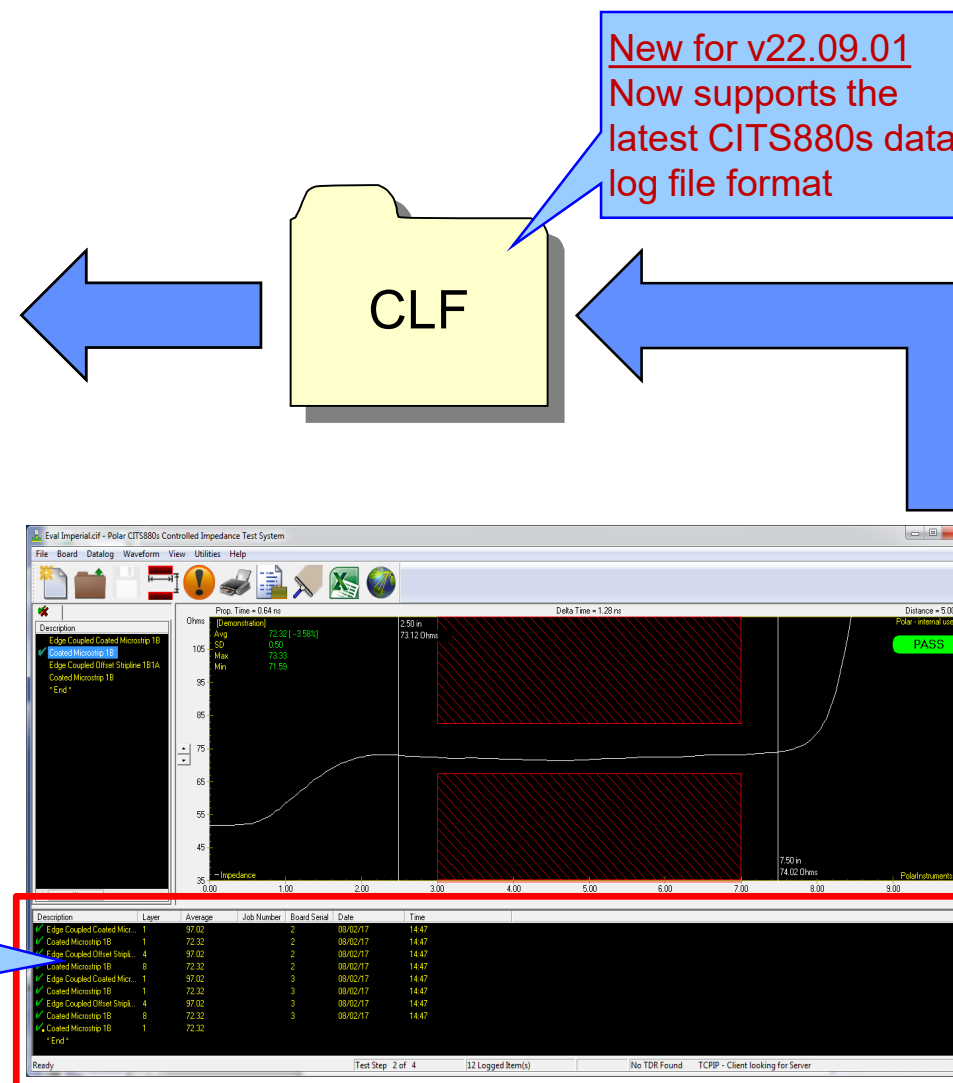 New for v22.09.01
Now supports the
latest CITS880s data
log file format
CLF
Eval Imperial.cif - Polar CITS880s Controlled Impedance Test System
File Board Datalog Waveform View Utilities Help
Prop. Time = 0.64 ns
Delta Time = 1.28 ns
Distance = 5.00
Description
Edge Coupled Coated Microstrip 1B
Coated Microstrip 1B
Edge Coupled Offset Stripline 1B1A
Coated Microstrip 1B
* End *
Ohms
[Demonstration]
Avg 72.32 ( -3.58%)
SD 0.50
Max 73.33
Min 71.59
2.50 in
73.12 Ohms
Polar - internal use
PASS
105
95
85
75
65
55
45
35
7.50 in
74.02 Ohms
Impedance
PolarInstruments
0.00 1.00 2.00 3.00 4.00 5.00 6.00 7.00 8.00 9.00
Description Layer Average Job Number Board Serial Date Time
Edge Coupled Coated Micr... 1 97.02 2 08/02/17 14:47
Coated Microstrip 1B 1 72.32 2 08/02/17 14:47
Edge Coupled Offset Stripli... 4 97.02 2 08/02/17 14:47
Coated Microstrip 1B 8 72.32 2 08/02/17 14:47
Edge Coupled Coated Micr... 1 97.02 3 08/02/17 14:47
Coated Microstrip 1B 1 72.32 3 08/02/17 14:47
Edge Coupled Offset Stripli... 4 97.02 3 08/02/17 14:47
Coated Microstrip 1B 8 72.32 3 08/02/17 14:47
Coated Microstrip 1B 1 72.32
* End *
Ready Test Step 2 of 4 12 Logged Item(s) No TDR Found TCPIP - Client looking for Server